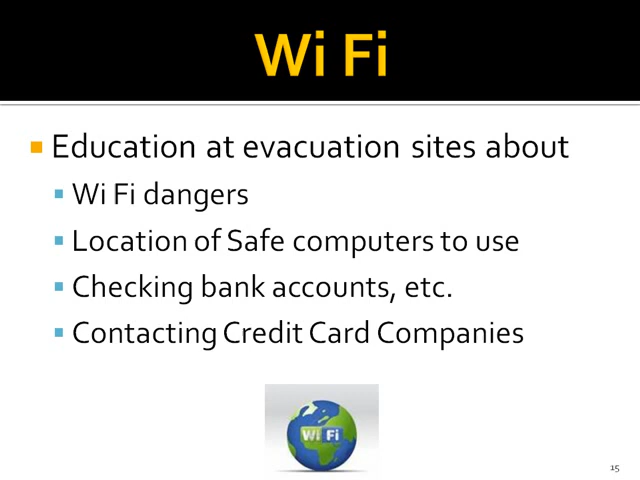 Wi Fi
Education at evacuation sites about
Wi Fi dangers
Location of Safe computers to use
Checking bank accounts, etc.
Contacting Credit Card Companies
Wi Fi
15